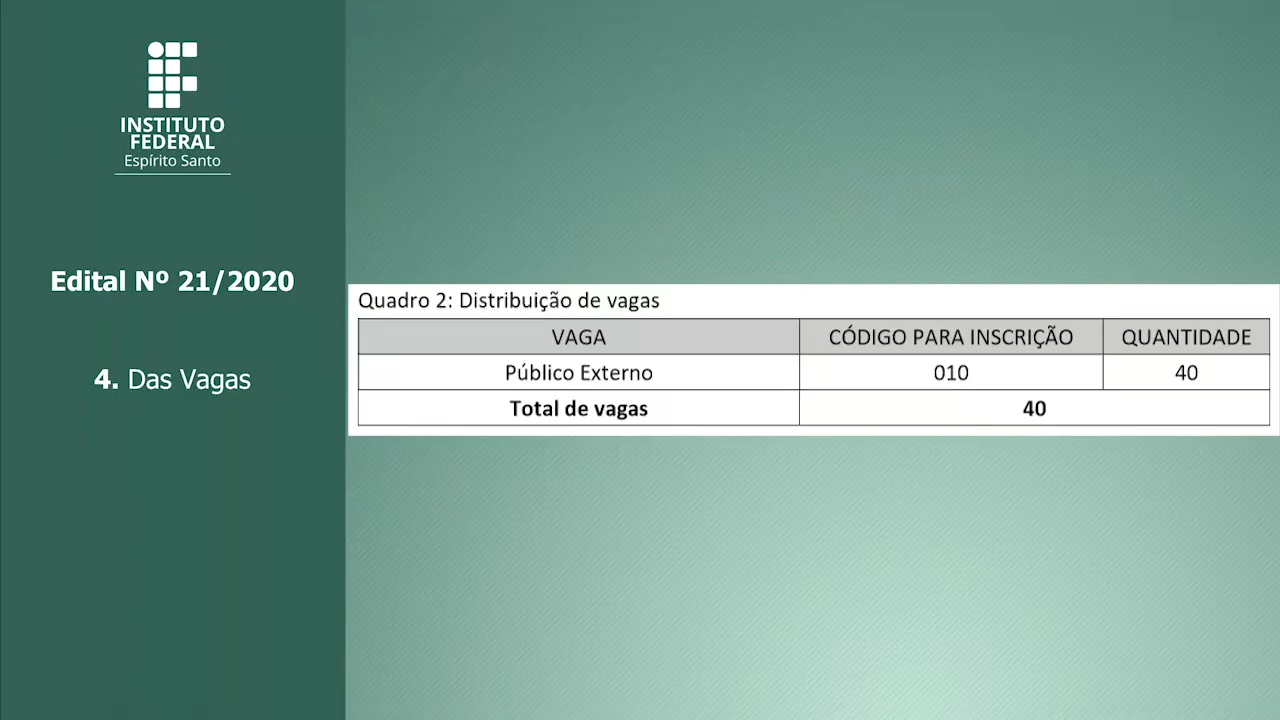 INSTITUTO
FEDERAL
Espírito Santo
Edital Nº 21/2020
4. Das Vagas
Quadro 2: Distribuição de vagas
VAGA CÓDIGO PARA INSCRIÇÃO QUANTIDADE
Público Externo 010 40
Total de vagas 40